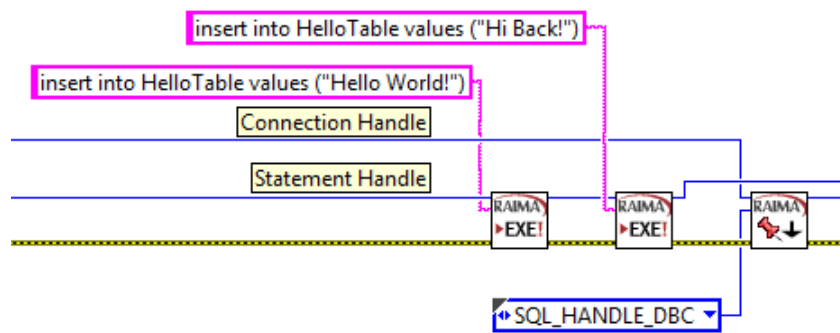 insert into HelloTable values ("Hi Back!")
insert into HelloTable values ("Hello World!")
Connection Handle
Statement Handle
RAIMA RAIMA RAIMA
EXE! EXE!
SQL_HANDLE_DBC